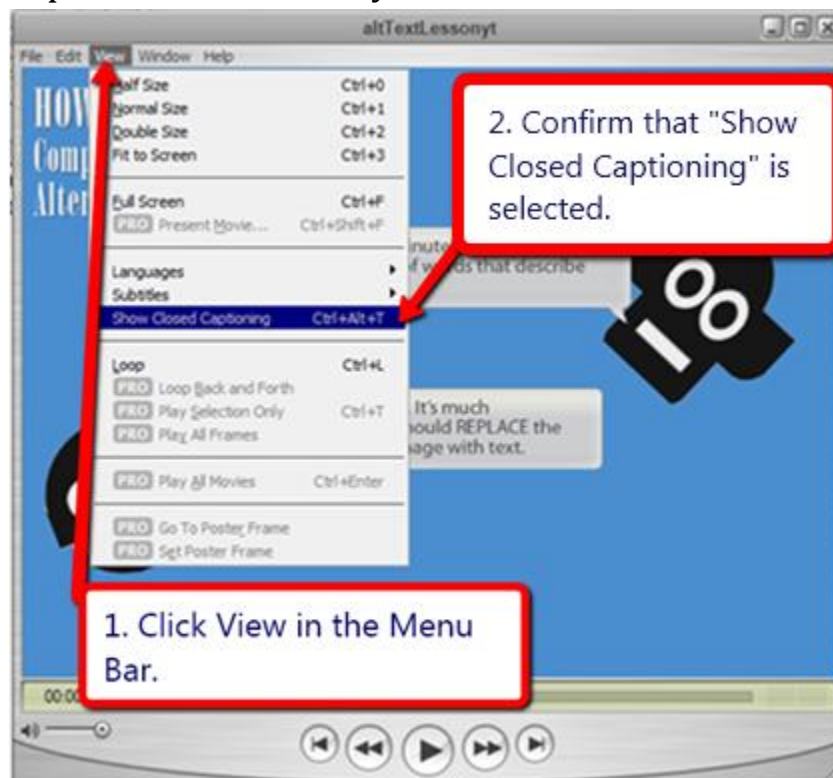 altTextLessonyt
File Edit View Window Help
HOW
Half Size Ctrl+0
Normal Size Ctrl+1
Double Size Ctrl+2
Fit to Screen Ctrl+3
Full Screen Ctrl+F
PRO Present Movie... Ctrl+Shift+F
Languages
Subtitles
Show Closed Captioning Ctrl+Alt+T
Loop Ctrl+L
PRO Loop Back and Forth
PRO Play Selection Only Ctrl+T
PRO Play All Frames
PRO Play All Movies Ctrl+Enter
PRO Go To Poster Frame
PRO Set Poster Frame
2. Confirm that "Show
Closed Captioning" is
selected.
words that describe
It's much
REPLACE the
with text.
1. Click View in the Menu
Bar.